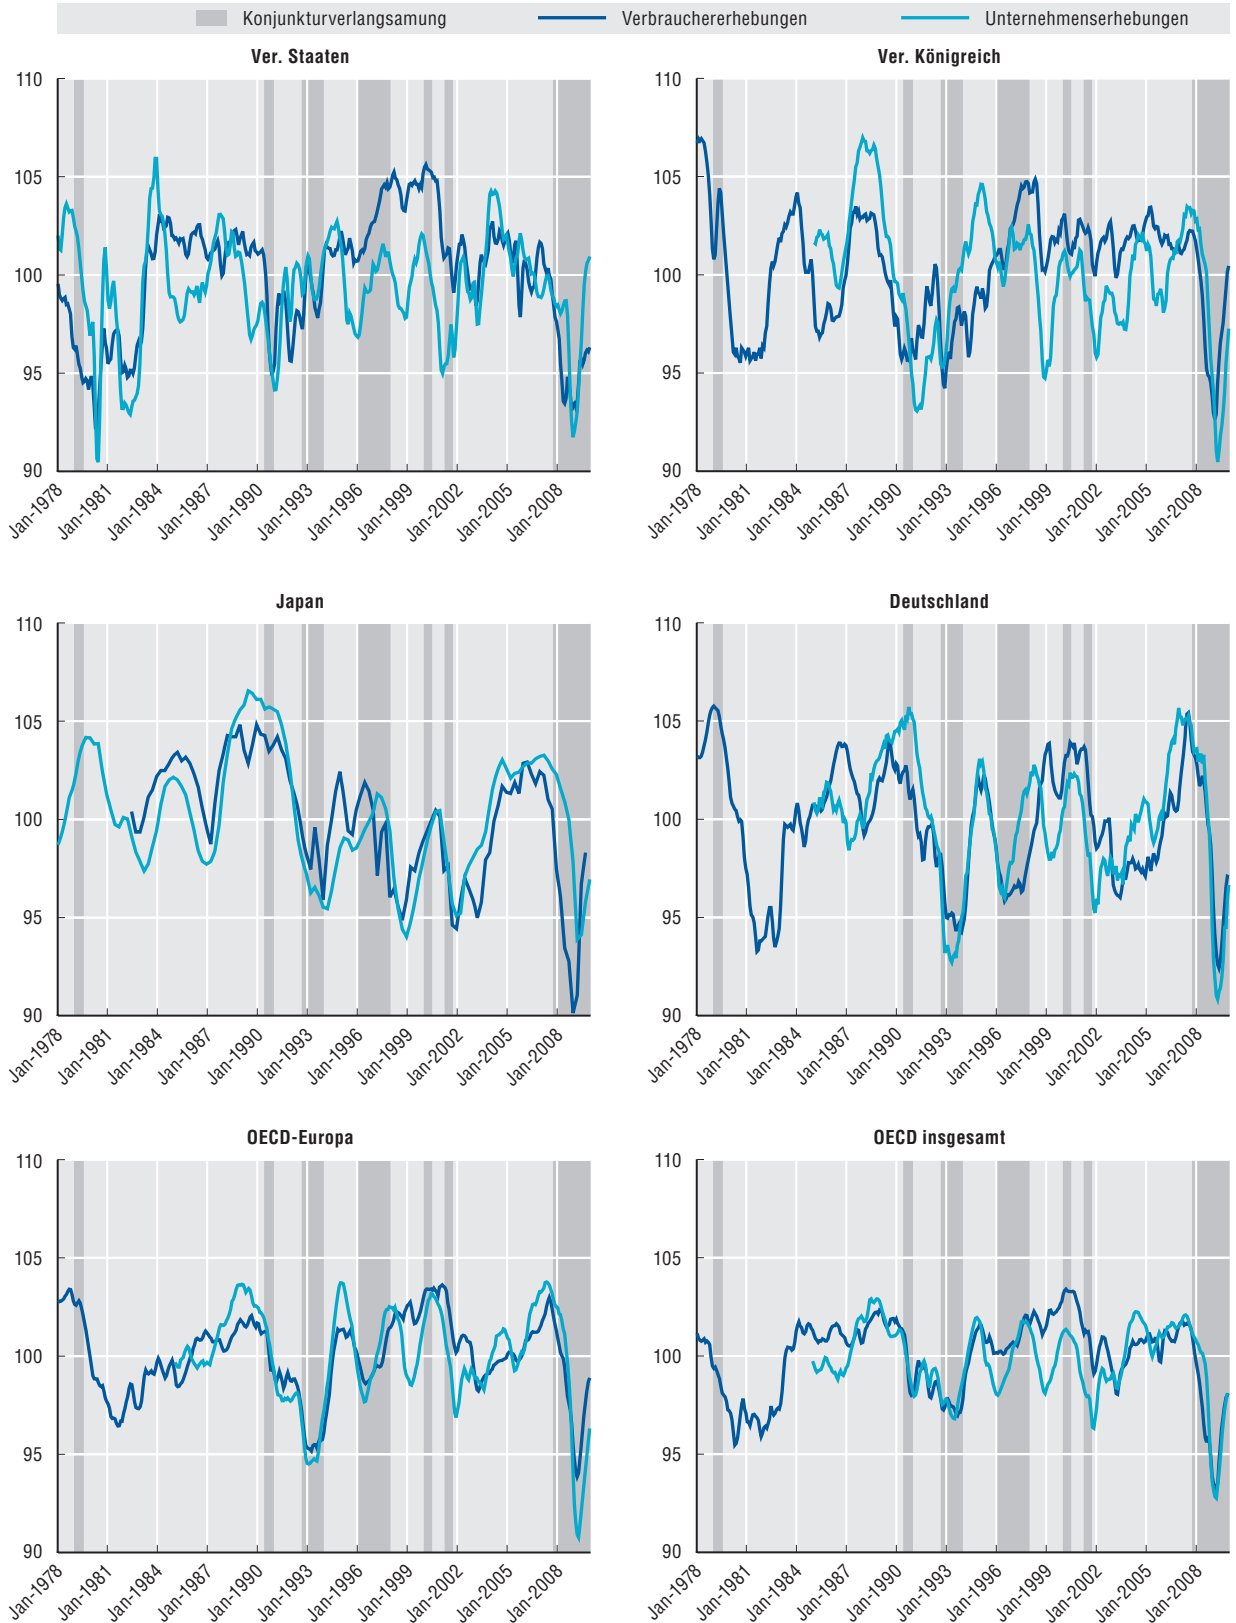 Konjunkturverlangsamung Verbrauchererhebungen Unternehmenserhebungen
Ver. Staaten
110
105
100
95
90
Jan-1978
Jan-1981
Jan-1984
Jan-1987
Jan-1990
Jan-1993
Jan-1996
Jan-1999
Jan-2002
Jan-2005
Jan-2008
Ver. Königreich
110
105
100
95
90
Jan-1978
Jan-1981
Jan-1984
Jan-1987
Jan-1990
Jan-1993
Jan-1996
Jan-1999
Jan-2002
Jan-2005
Jan-2008
Japan
110
105
100
95
90
Jan-1978
Jan-1981
Jan-1984
Jan-1987
Jan-1990
Jan-1993
Jan-1996
Jan-1999
Jan-2002
Jan-2005
Jan-2008
Deutschland
110
105
100
95
90
Jan-1978
Jan-1981
Jan-1984
Jan-1987
Jan-1990
Jan-1993
Jan-1996
Jan-1999
Jan-2002
Jan-2005
Jan-2008
OECD-Europa
110
105
100
95
90
Jan-1978
Jan-1981
Jan-1984
Jan-1987
Jan-1990
Jan-1993
Jan-1996
Jan-1999
Jan-2002
Jan-2005
Jan-2008
OECD insgesamt
110
105
100
95
90
Jan-1978
Jan-1981
Jan-1984
Jan-1987
Jan-1990
Jan-1993
Jan-1996
Jan-1999
Jan-2002
Jan-2005
Jan-2008